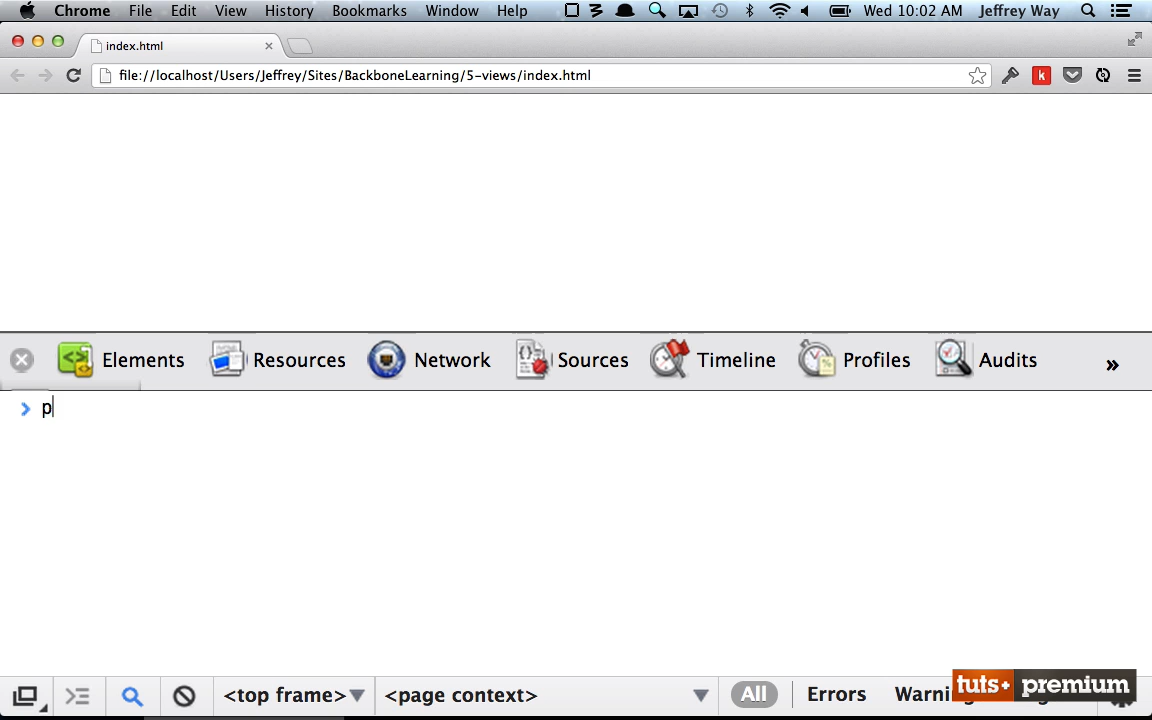 Chrome File Edit View History Bookmarks Window Help Wed 10:02 AM Jeffrey Way
index.html
file://localhost/Users/Jeffrey/Sites/BackboneLearning/5-views/index.html
k
Elements Resources Network Sources Timeline Profiles Audits »
> p
<top frame> <page context> All Errors Warni
tuts+ premium